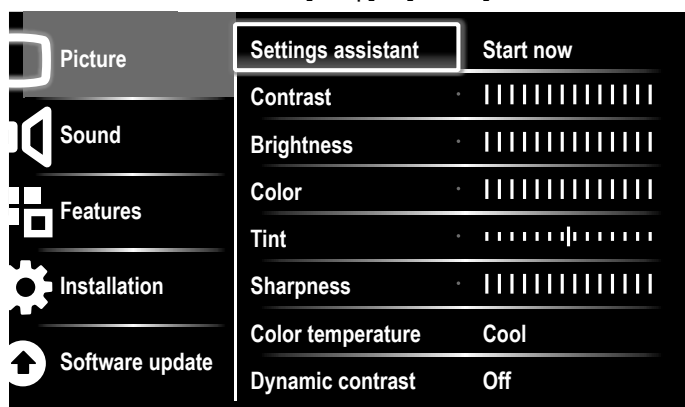 Picture
Sound
Features
Installation
Software update
Settings assistant Start now
Contrast
Brightness
Color
Tint
Sharpness
Color temperature Cool
Dynamic contrast Off